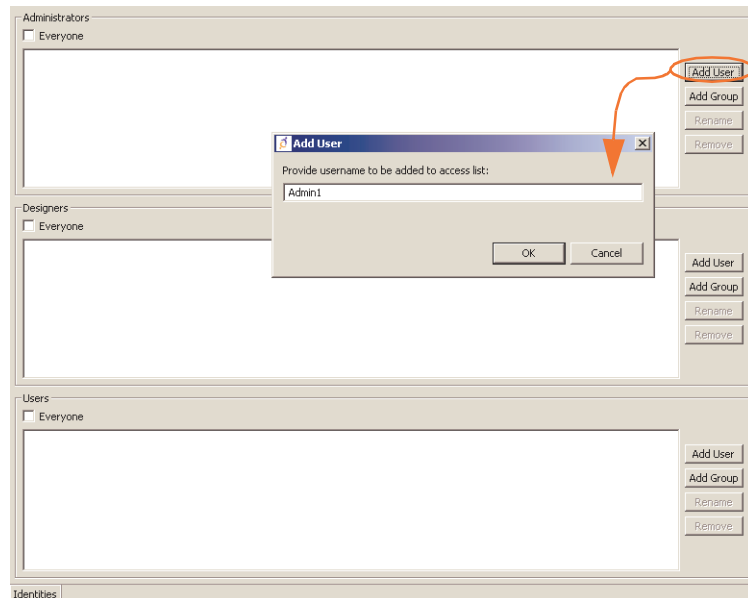 Administrators
Everyone
Add User
Add Group
Rename
Remove
Add User
Provide username to be added to access list:
Admin1
OK Cancel
Designers
Everyone
Add User
Add Group
Rename
Remove
Users
Everyone
Add User
Add Group
Rename
Remove
Identities